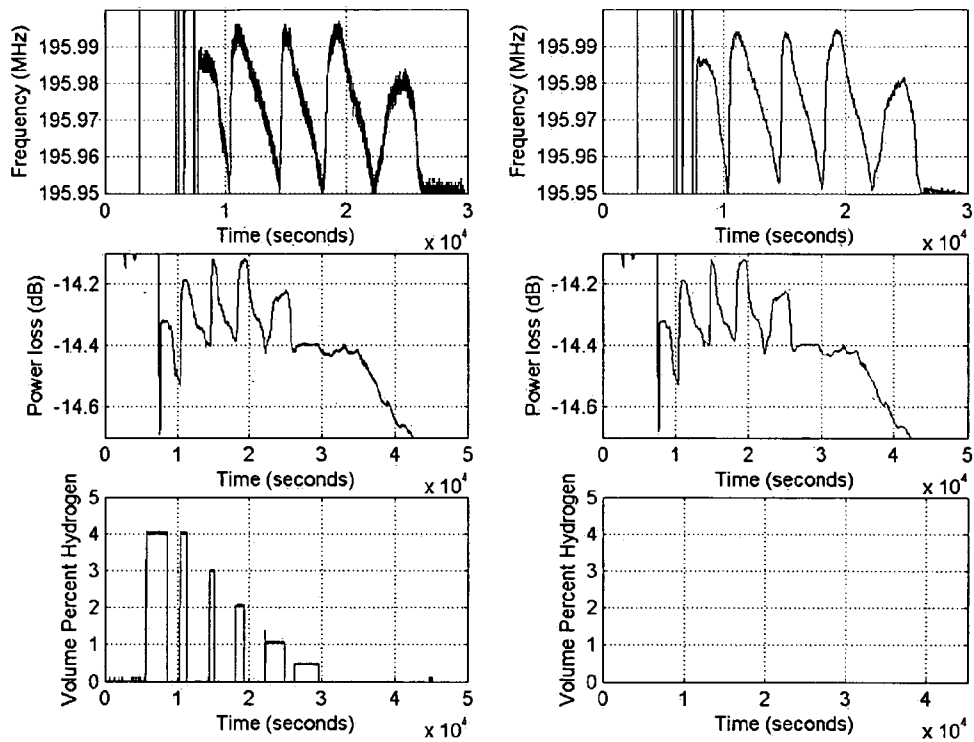 Frequency (MHz)
195.99
195.98
195.97
195.96
195.95
0 1 2 3
Time (seconds)
x 10^4
Frequency (MHz)
195.99
195.98
195.97
195.96
195.95
0 1 2 3
Time (seconds)
x 10^4
Power loss (dB)
-14.2
-14.4
-14.6
0 1 2 3 4 5
Time (seconds)
x 10^4
Power loss (dB)
-14.2
-14.4
-14.6
0 1 2 3 4 5
Time (seconds)
x 10^4
Volume Percent Hydrogen
5
4
3
2
1
0
0 1 2 3 4 5
Time (seconds)
x 10^4
Volume Percent Hydrogen
5
4
3
2
1
0
0 1 2 3 4
Time (seconds)
x 10^4